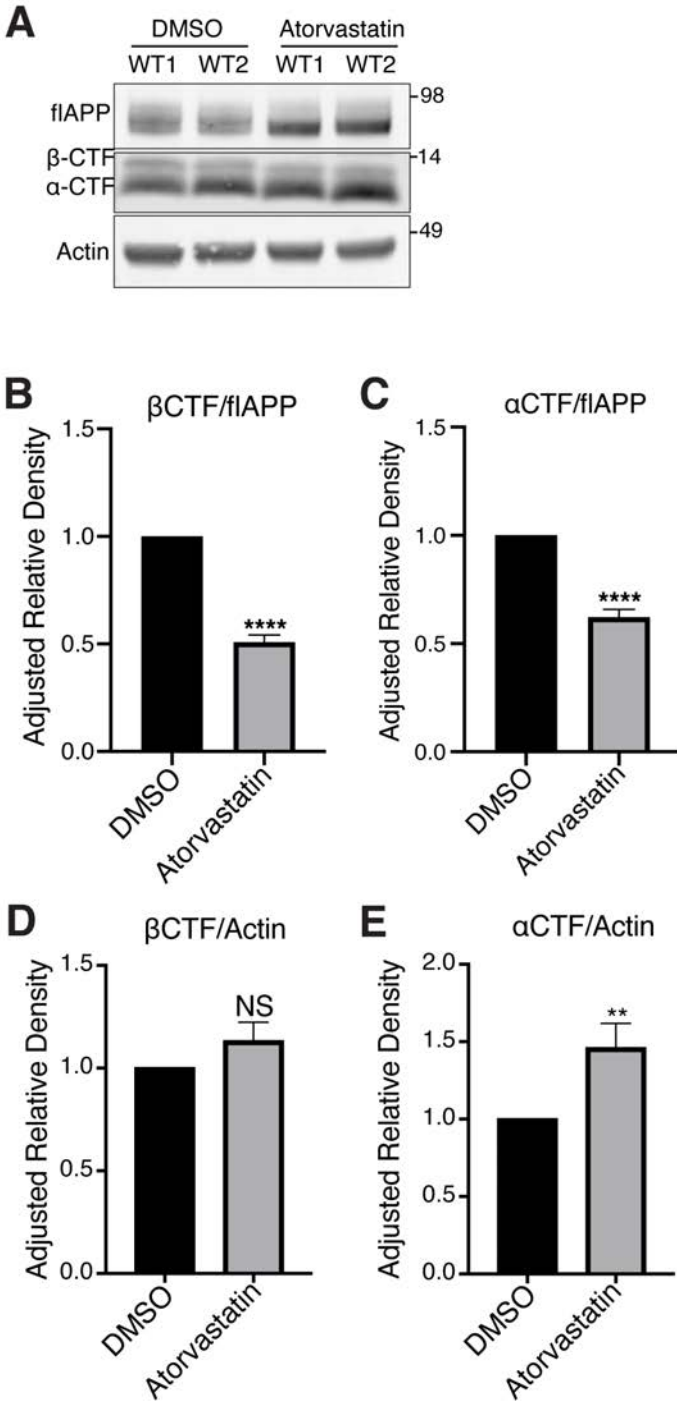 A
DMSO Atorvastatin
WT1 WT2 WT1 WT2
flAPP
-98
β-CTF
-14
α-CTF
-49
Actin
B
βCTF/flAPP
Adjusted Relative Density
1.5
1.0
0.5
0.0
****
DMSO
Atorvastatin
C
αCTF/flAPP
Adjusted Relative Density
1.5
1.0
0.5
0.0
****
DMSO
Atorvastatin
D
βCTF/Actin
Adjusted Relative Density
1.5
1.0
0.5
0.0
NS
DMSO
Atorvastatin
E
αCTF/Actin
Adjusted Relative Density
2.0
1.5
1.0
0.5
0.0
**
DMSO
Atorvastatin